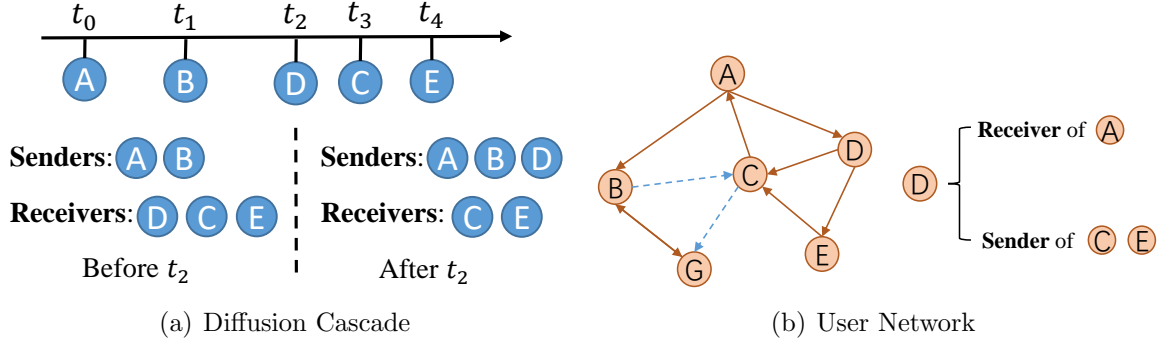 t₀ t₁ t₂ t₃ t₄
A B D C E
Senders: A B
Receivers: D C E
Before t₂
Senders: A B D
Receivers: C E
After t₂
(a) Diffusion Cascade
A
B
C
D
E
G
D
Receiver of A
Sender of C E
(b) User Network